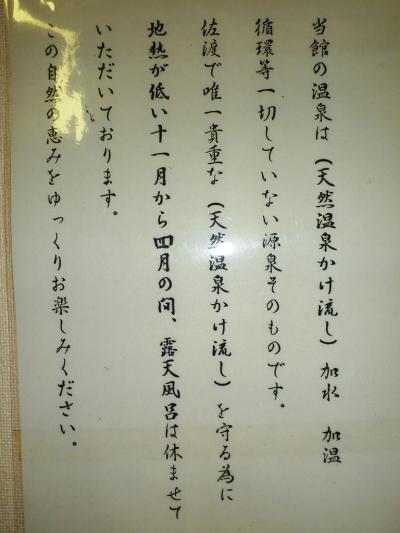 当館の温泉は（天然温泉かけ流し）加水　加温
循環等一切していない源泉そのものです。
佐渡で唯一貴重な（天然温泉かけ流し）を守る為に
地熱が低い十一月から四月の間、露天風呂は休ませて
いただいております。
この自然の恵みをゆっくりお楽しみください。